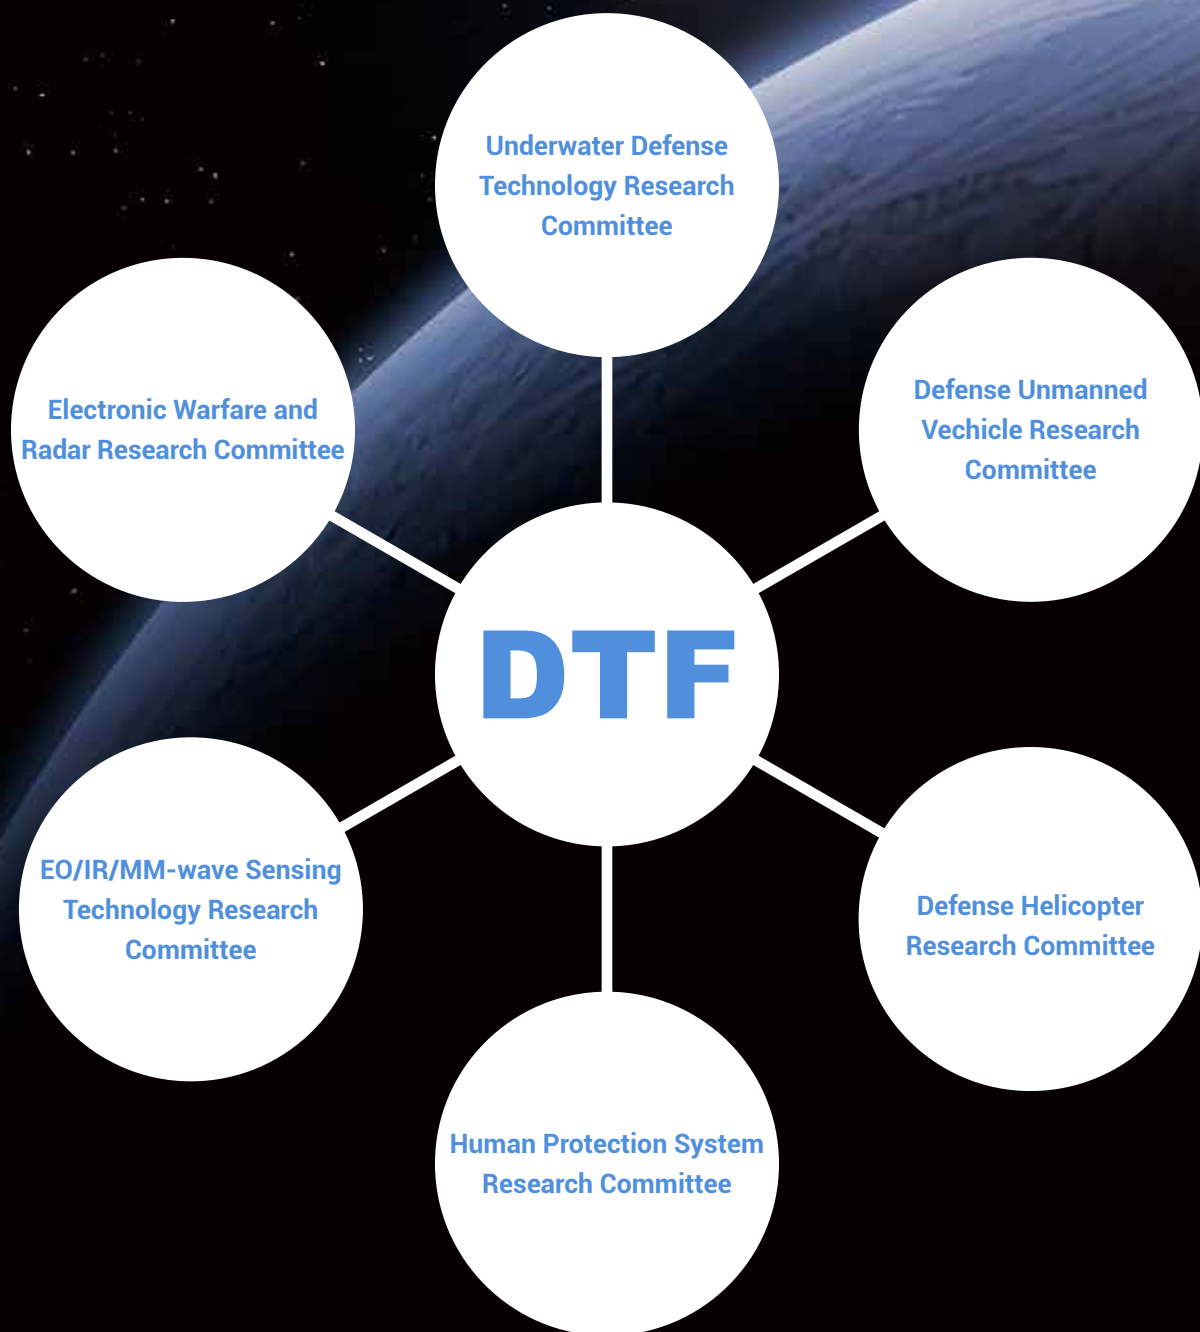 Underwater Defense
Technology Research
Committee
Electronic Warfare and
Radar Research Committee
Defense Unmanned
Vechicle Research
Committee
DTF
EO/IR/MM-wave Sensing
Technology Research
Committee
Defense Helicopter
Research Committee
Human Protection System
Research Committee